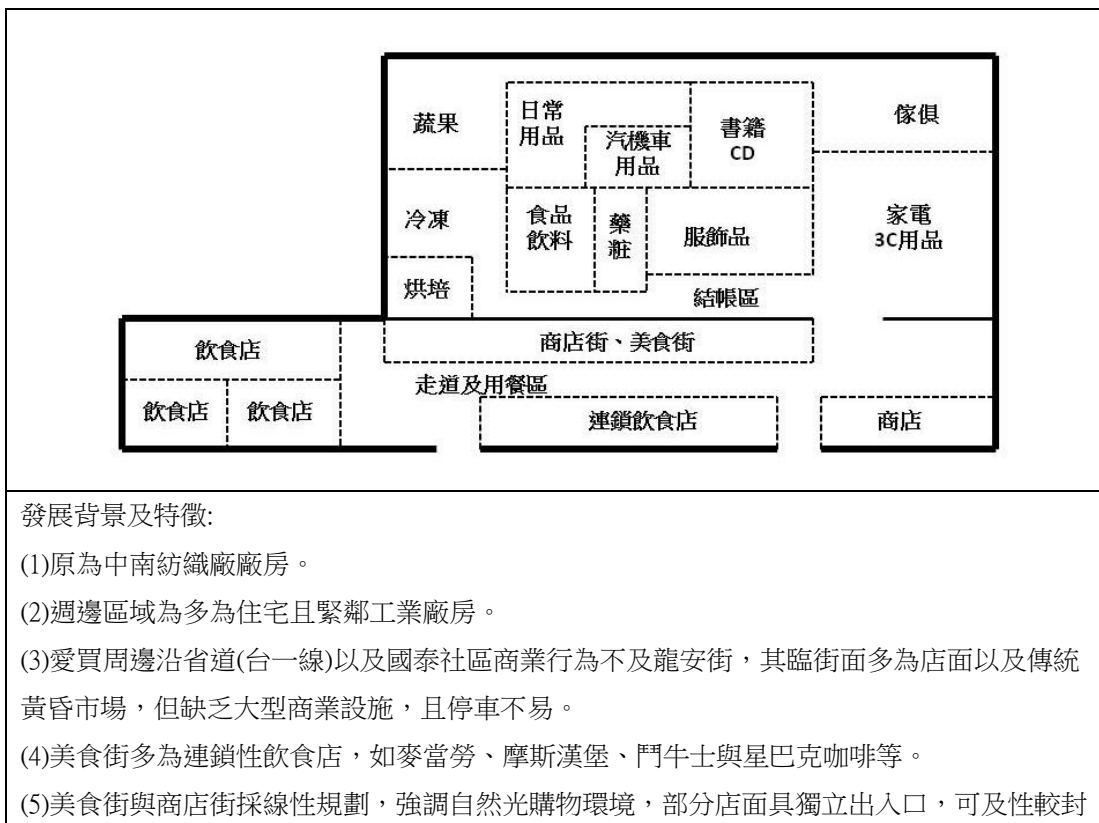 蔬果
日常
用品
汽機車
用品
書籍
CD
傢俱
冷凍
食品
飲料
藥
粧
服飾品
家電
3C用品
烘培
結帳區
飲食店
商店街、美食街
走道及用餐區
飲食店
飲食店
連鎖飲食店
商店
發展背景及特徵:
(1)原為中南紡織廠廠房。
(2)週邊區域為多為住宅且緊鄰工業廠房。
(3)愛買周邊沿省道(台一線)以及國泰社區商業行為不及龍安街，其臨街面多為店面以及傳統
黃昏市場，但缺乏大型商業設施，且停車不易。
(4)美食街多為連鎖性飲食店，如麥當勞、摩斯漢堡、鬥牛士與星巴克咖啡等。
(5)美食街與商店街採線性規劃，強調自然光購物環境，部分店面具獨立出入口，可及性較封